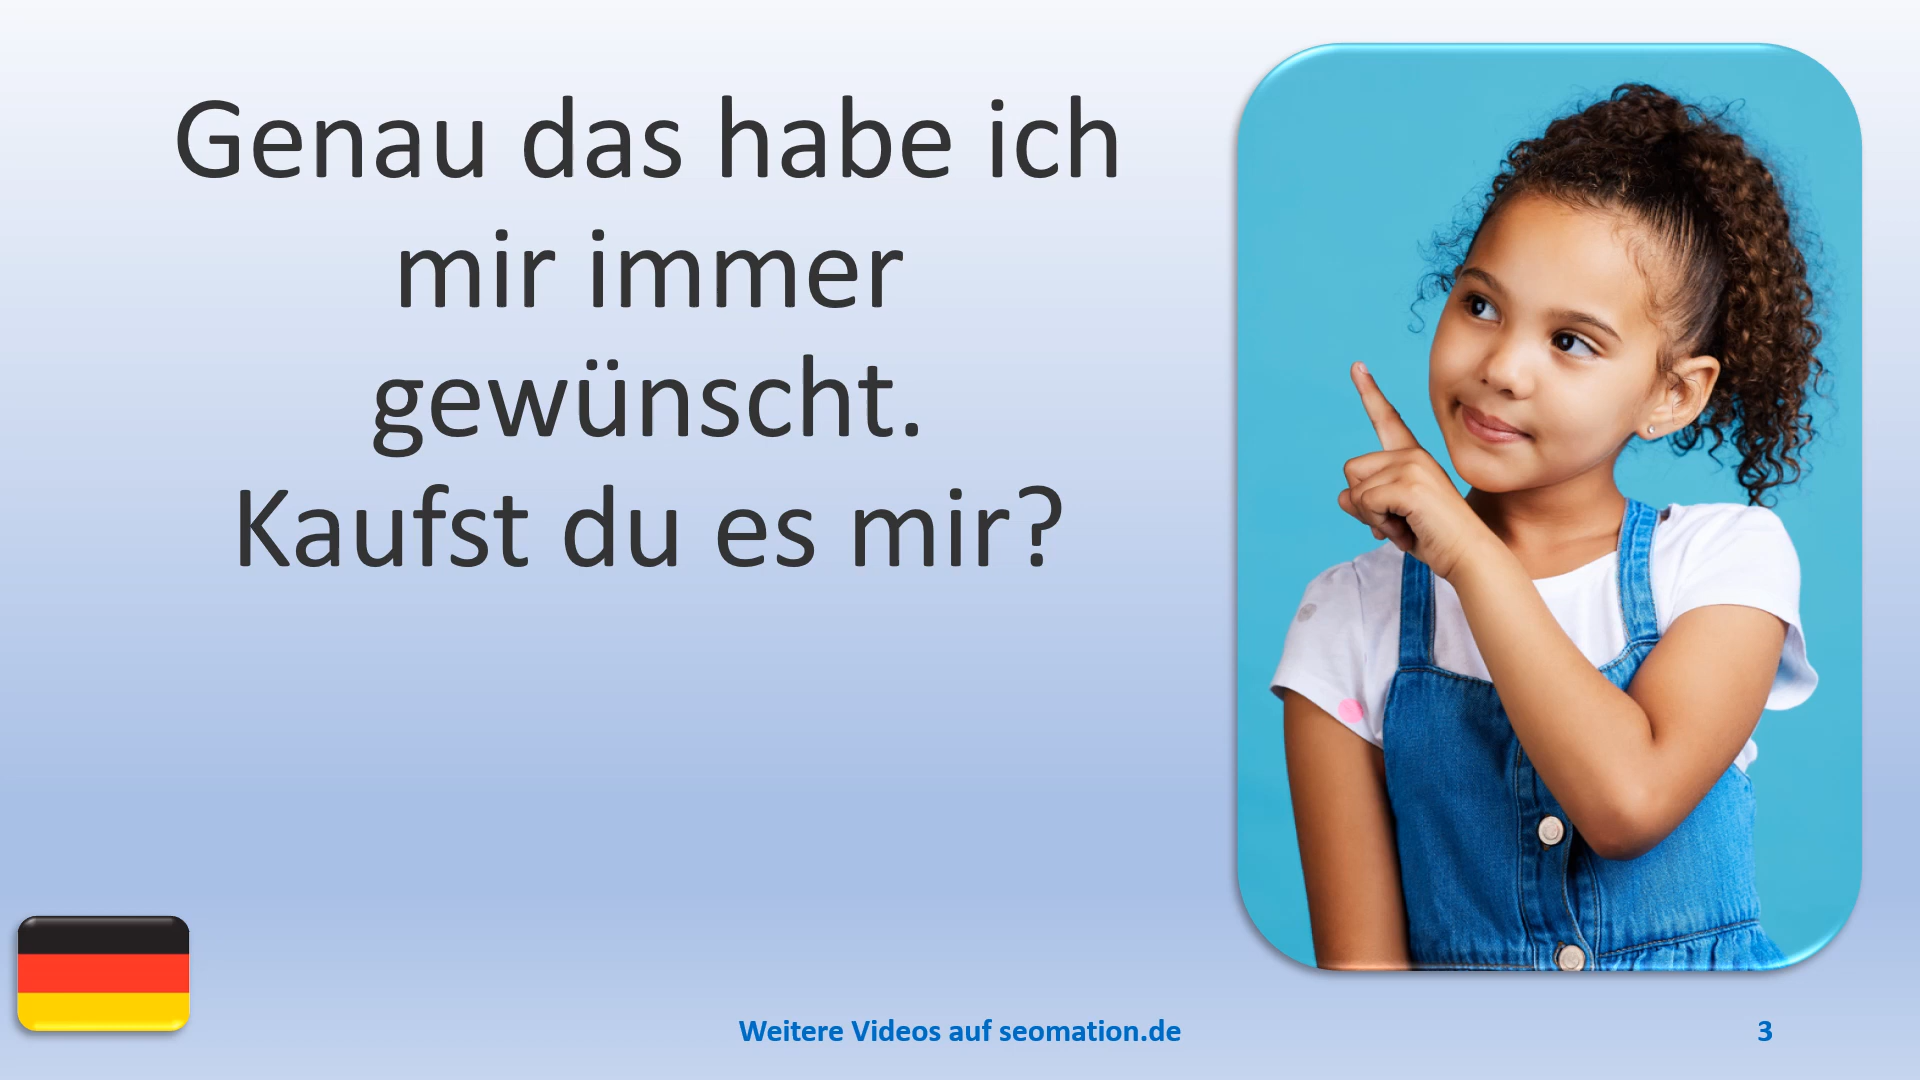 Genau das habe ich
mir immer
gewünscht.
Kaufst du es mir?
Weitere Videos auf seomation.de
3